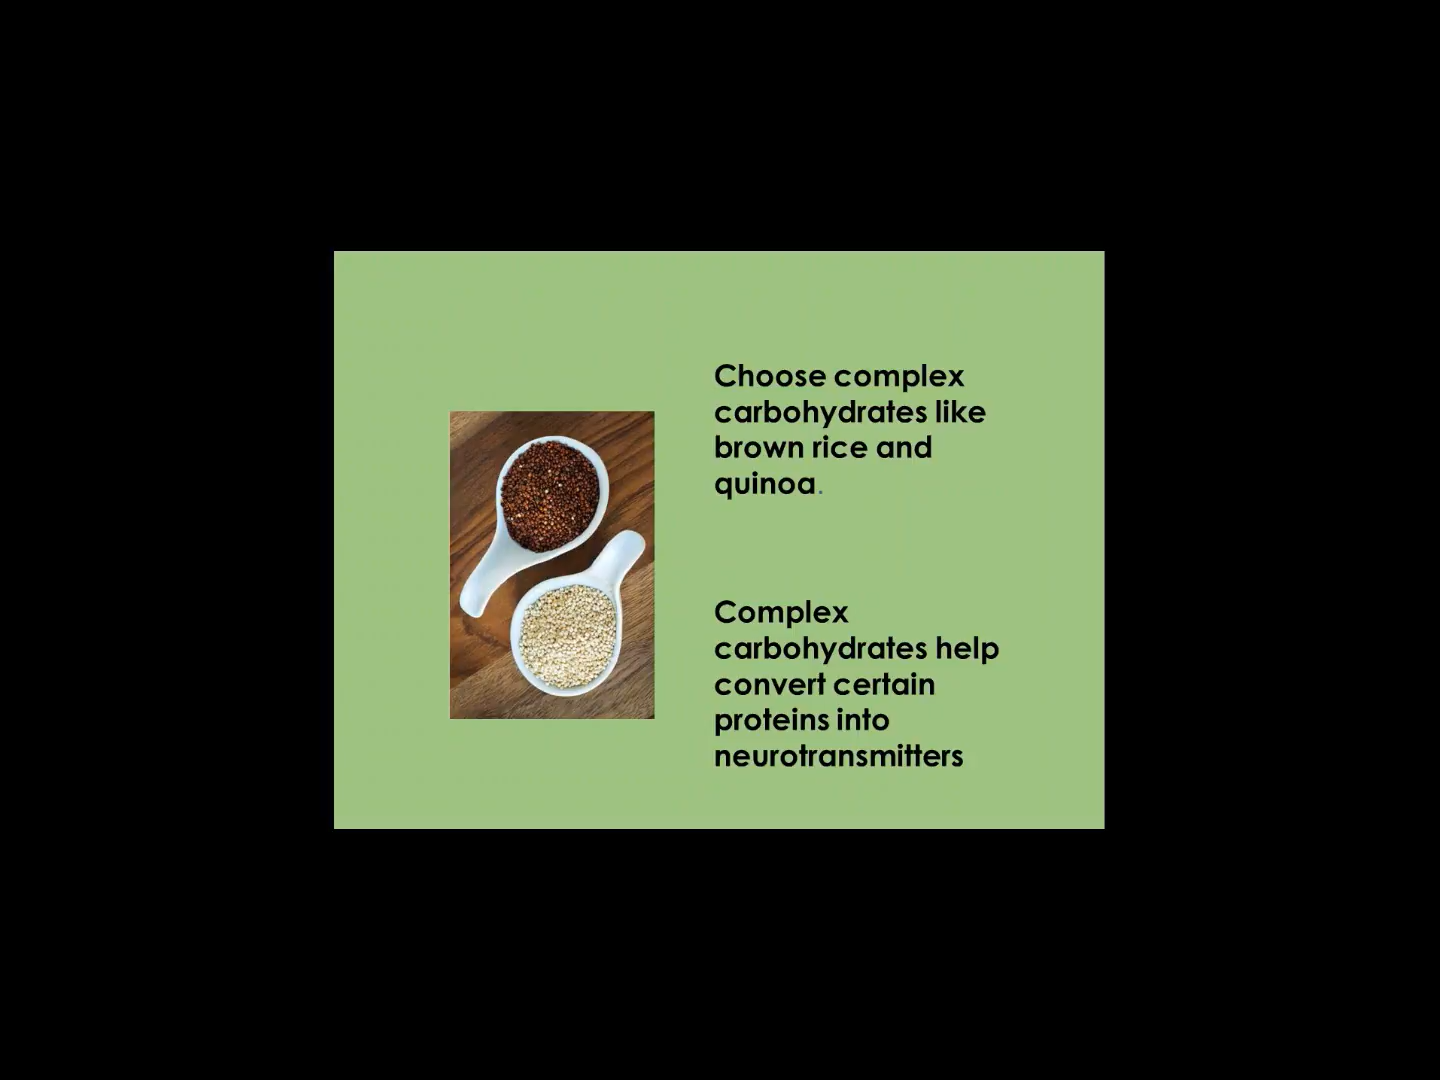 Choose complex
carbohydrates like
brown rice and
quinoa.
Complex
carbohydrates help
convert certain
proteins into
neurotransmitters